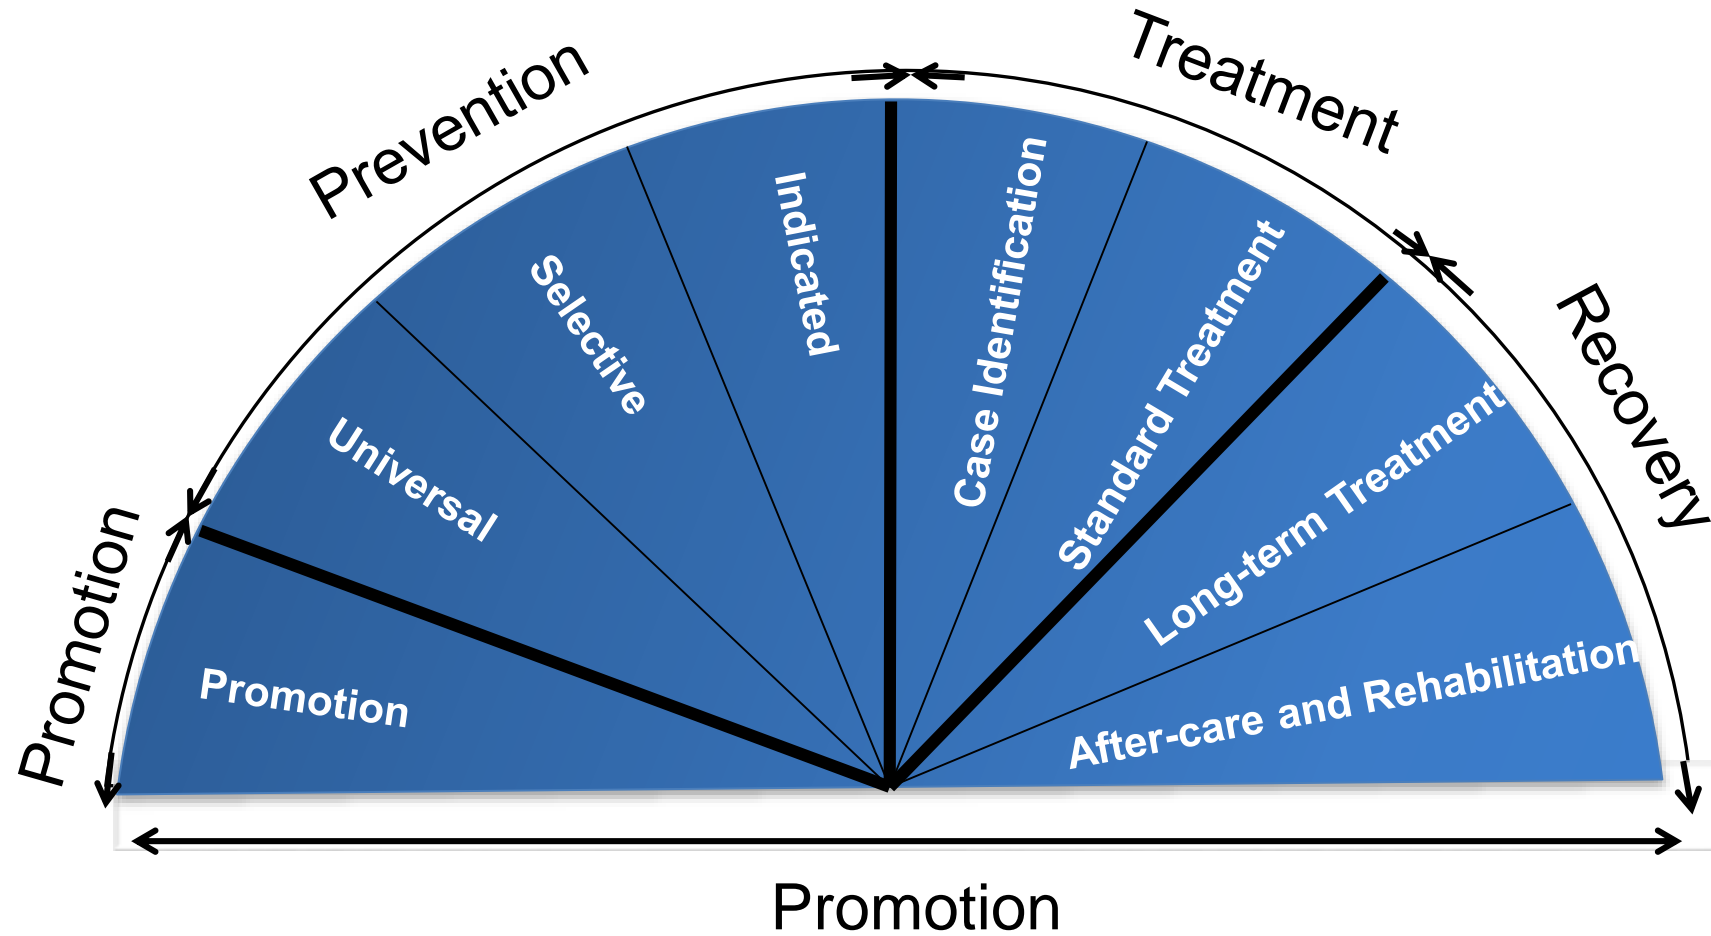 Prevention
Treatment
Recovery
Promotion
Promotion
Universal
Selective
Indicated
Case Identification
Standard Treatment
Long-term Treatment
After-care and Rehabilitation
Promotion